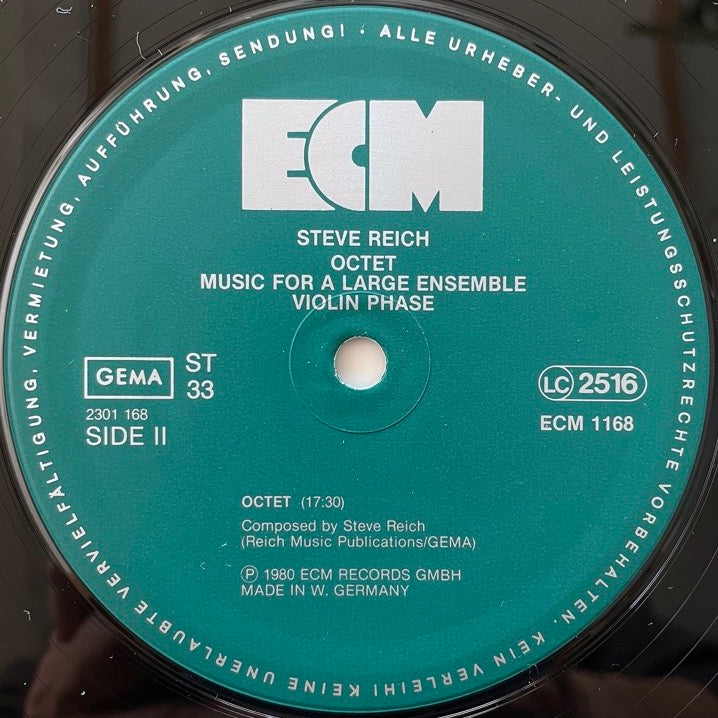 ALLE URHEBER- UND LEISTUNGSSCHUTZRECHTE VORBEHALTEN. KEIN VERLEIH! KEINE UNERLAUBTE VERVIELFÄLTIGUNG, VERMIETUNG, AUFFÜHRUNG, SENDUNG! ·
ECM
STEVE REICH
OCTET
MUSIC FOR A LARGE ENSEMBLE
VIOLIN PHASE
GEMA
ST
33
2301 168
SIDE II
LC 2516
ECM 1168
OCTET (17:30)
Composed by Steve Reich
(Reich Music Publications/GEMA)
℗ 1980 ECM RECORDS GMBH
MADE IN W. GERMANY